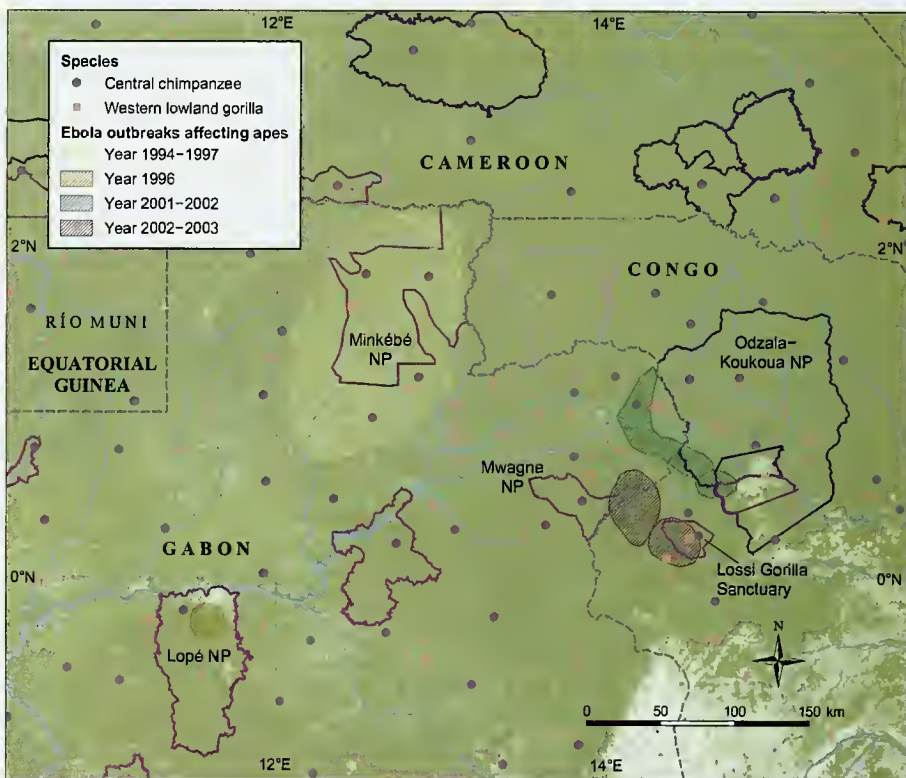 12°E
14°E
Species
Central chimpanzee
Western lowland gorilla
Ebola outbreaks affecting apes
Year 1994–1997
Year 1996
Year 2001–2002
Year 2002–2003
CAMEROON
2°N
2°N
CONGO
RÍO MUNI
EQUATORIAL
GUINEA
Minkébé
NP
Odzala–
Koukoua NP
Mwagne
NP
GABON
0°N
0°N
Lossi Gorilla
Sanctuary
Lopé NP
N
0 50 100 150 km
12°E
14°E